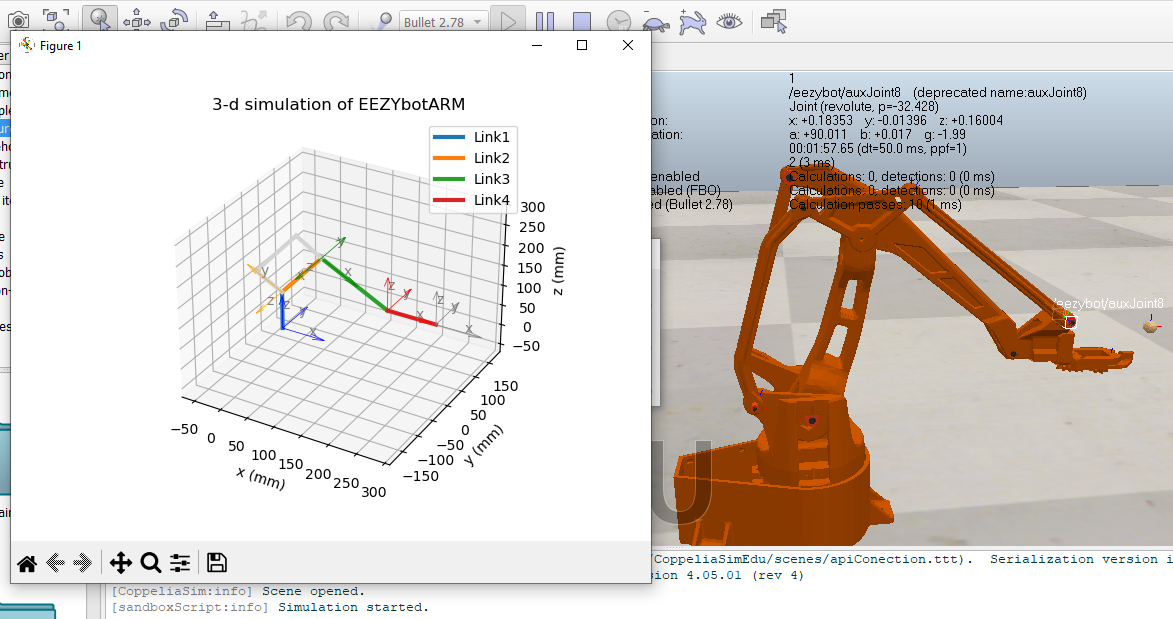 Bullet 2.78
Figure 1
3-d simulation of EEZYbotARM
Link1
Link2
Link3
Link4
300
250
200
150
100
50
0
−50
z (mm)
150
100
50
0
−50
−100
−150
y (mm)
−50
0
50
100
150
200
250
300
x (mm)
x
y
z
x
y
z
x
y
z
x
y
z
x
y
z
1
/eezybot/auxJoint8 (deprecated name:auxJoint8)
Joint (revolute, p=-32.428)
on: x: +0.18353 y: -0.01396 z: +0.16004
ation: a: +90.011 b: +0.017 g: -1.99
00:01:57.65 (dt=50.0 ms, ppf=1)
2 (3 ms)
enabled Calculations: 0, detections: 0 (0 ms)
abled (FBO) Calculations: 0, detections: 0 (0 ms)
d (Bullet 2.78) Calculation passes: 10 (1 ms)
/eezybot/auxJoint8
U
/CoppeliaSimEdu/scenes/apiConection.ttt). Serialization version i
sion 4.05.01 (rev 4)
[CoppeliaSim:info] Scene opened.
[sandboxScript:info] Simulation started.